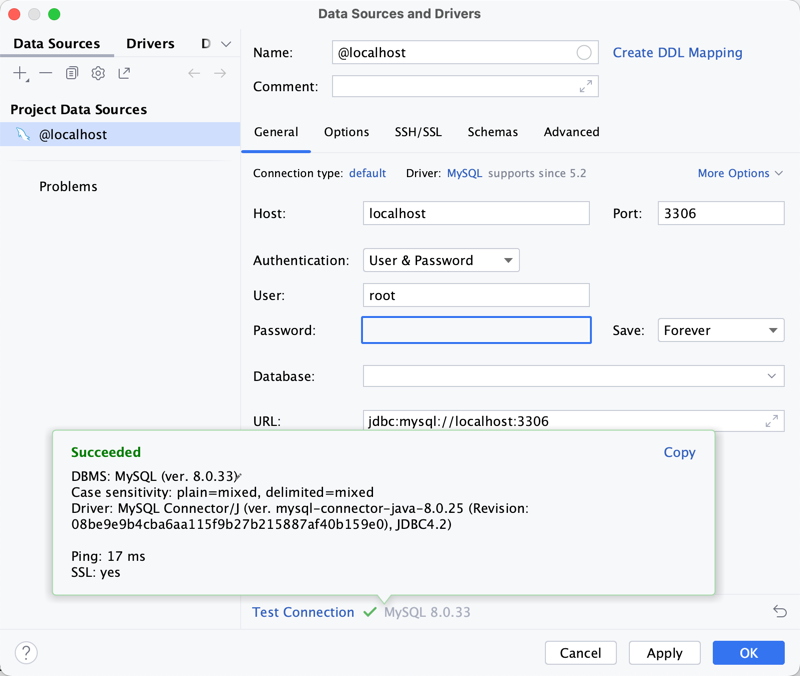 Data Sources and Drivers
Data Sources Drivers D
Project Data Sources
@localhost
Problems
Name: @localhost Create DDL Mapping
Comment:
General Options SSH/SSL Schemas Advanced
Connection type: default Driver: MySQL supports since 5.2 More Options
Host: localhost Port: 3306
Authentication: User & Password
User: root
Password: Save: Forever
Database:
URL: jdbc:mysql://localhost:3306
Succeeded Copy
DBMS: MySQL (ver. 8.0.33)
Case sensitivity: plain=mixed, delimited=mixed
Driver: MySQL Connector/J (ver. mysql-connector-java-8.0.25 (Revision:
08be9e9b4cba6aa115f9b27b215887af40b159e0), JDBC4.2)
Ping: 17 ms
SSL: yes
Test Connection MySQL 8.0.33
? Cancel Apply OK